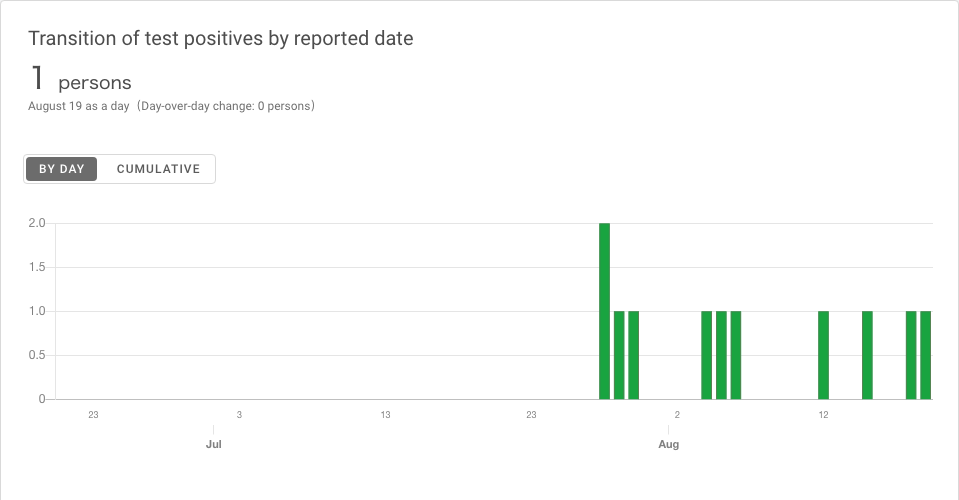 Transition of test positives by reported date
1 persons
August 19 as a day（Day-over-day change: 0 persons）
BY DAY CUMULATIVE
2.0
1.5
1.0
0.5
0
23 3 13 23 2 12
Jul Aug